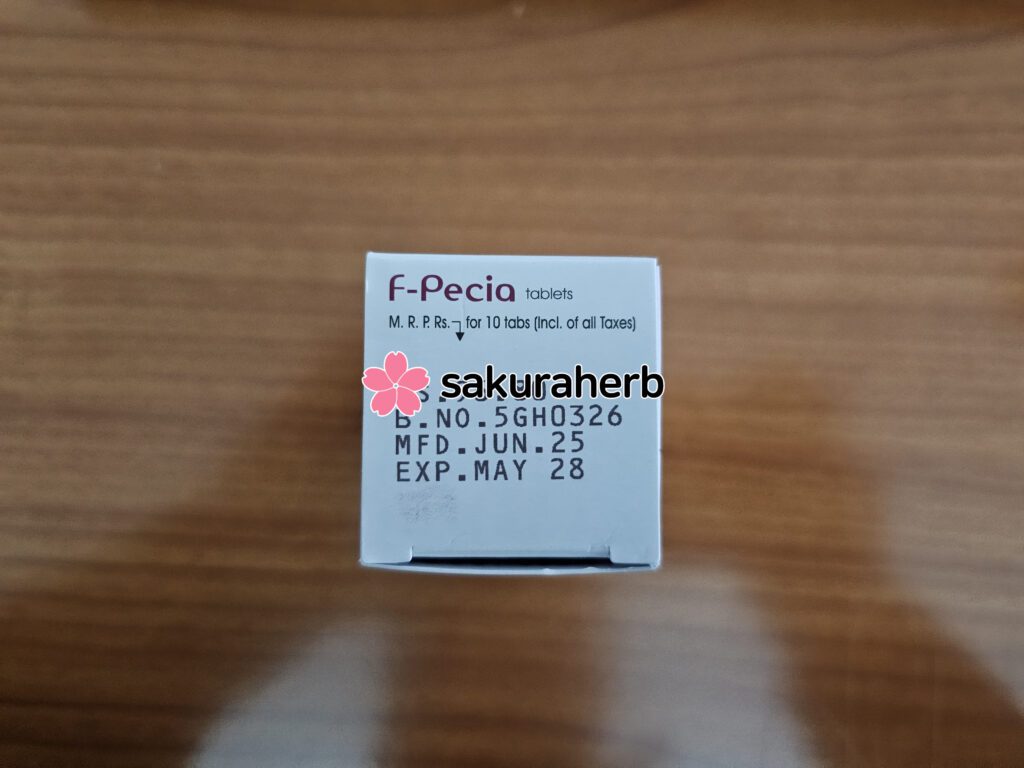 F-Pecia tablets
M. R. P. Rs. for 10 tabs (Incl. of all Taxes)
sakuraherb
B.NO.5GH0326
MFD.JUN.25
EXP.MAY 28